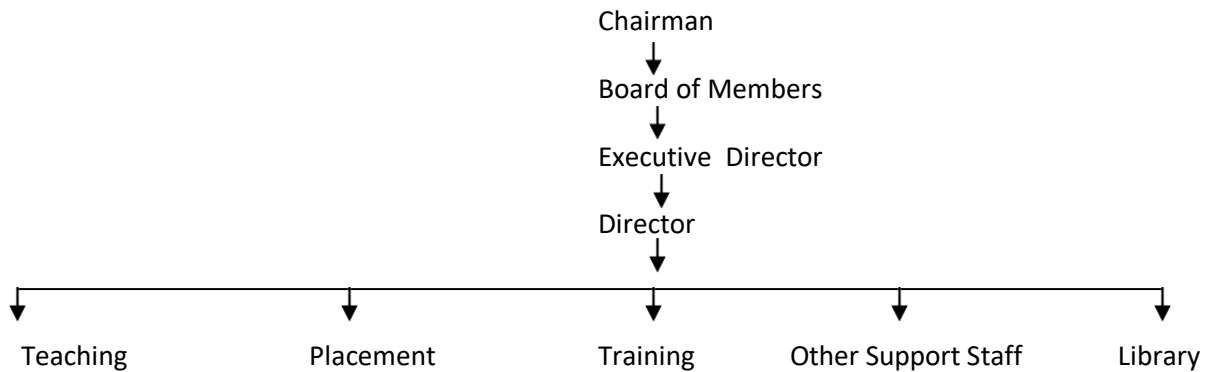 Chairman
Board of Members
Executive Director
Director
Teaching Placement Training Other Support Staff Library